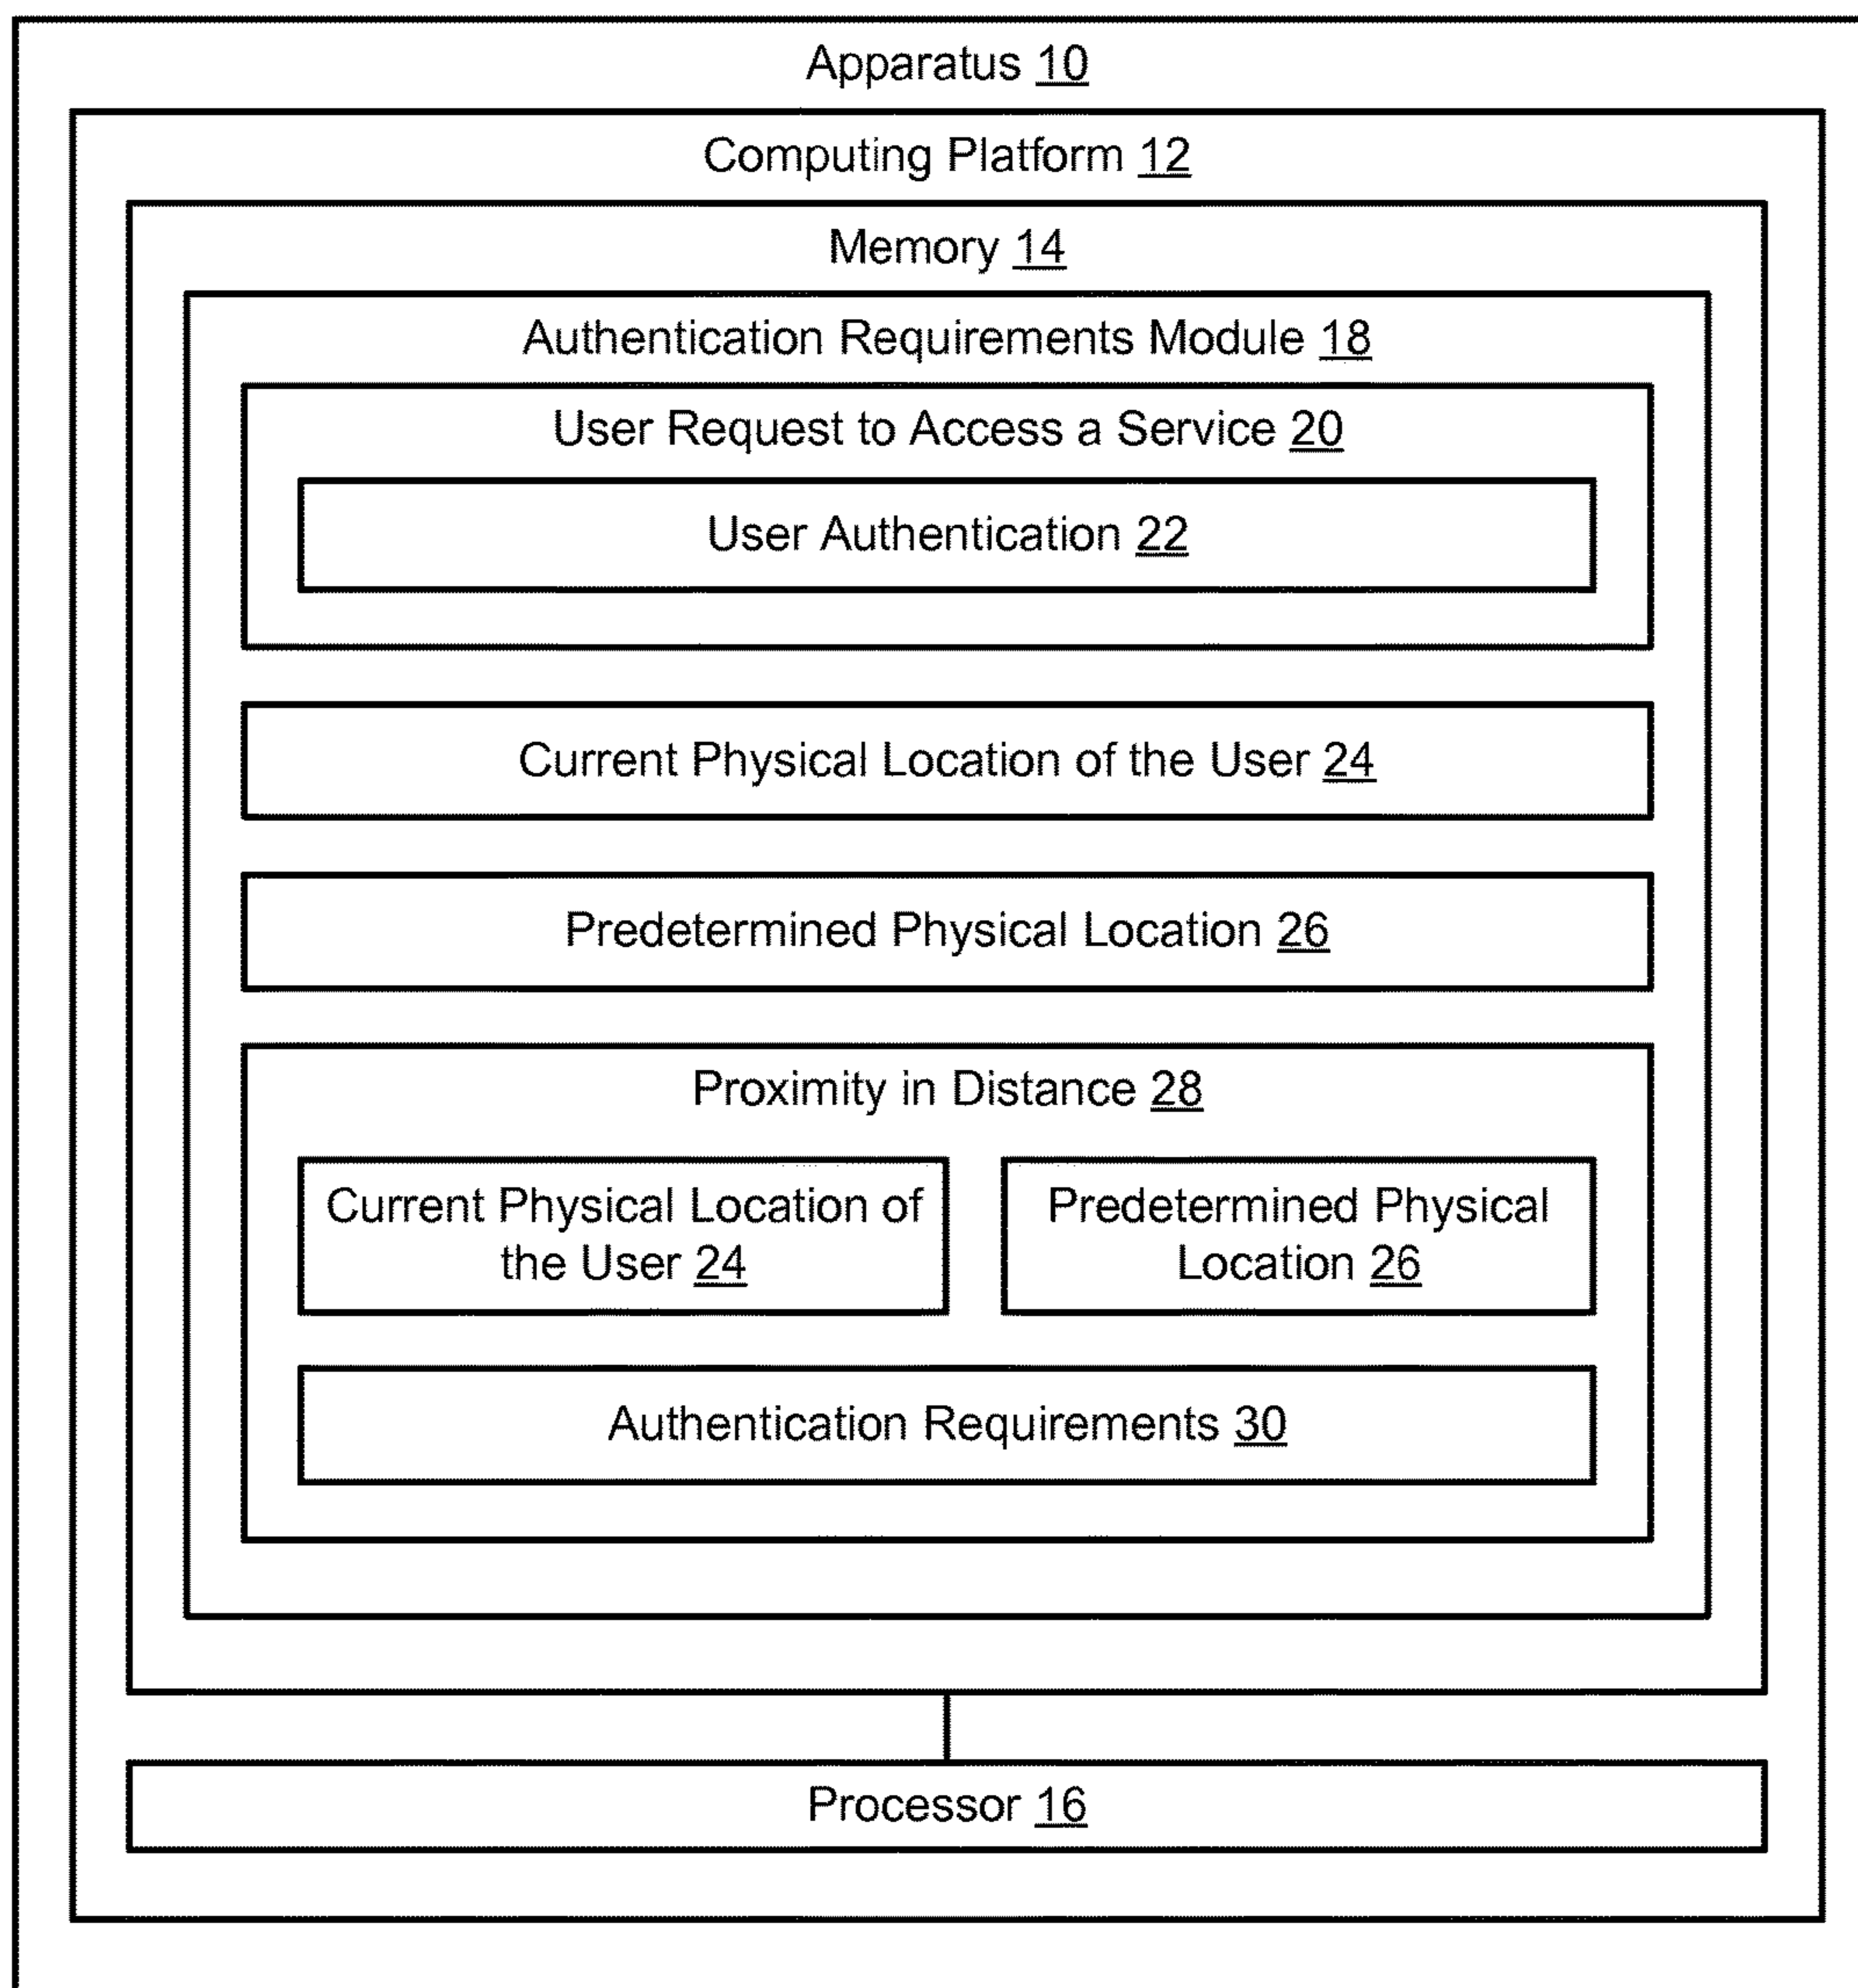 Apparatus 10
Computing Platform 12
Memory 14
Authentication Requirements Module 18
User Request to Access a Service 20
User Authentication 22
Current Physical Location of the User 24
Predetermined Physical Location 26
Proximity in Distance 28
Current Physical Location of
the User 24
Predetermined Physical
Location 26
Authentication Requirements 30
Processor 16